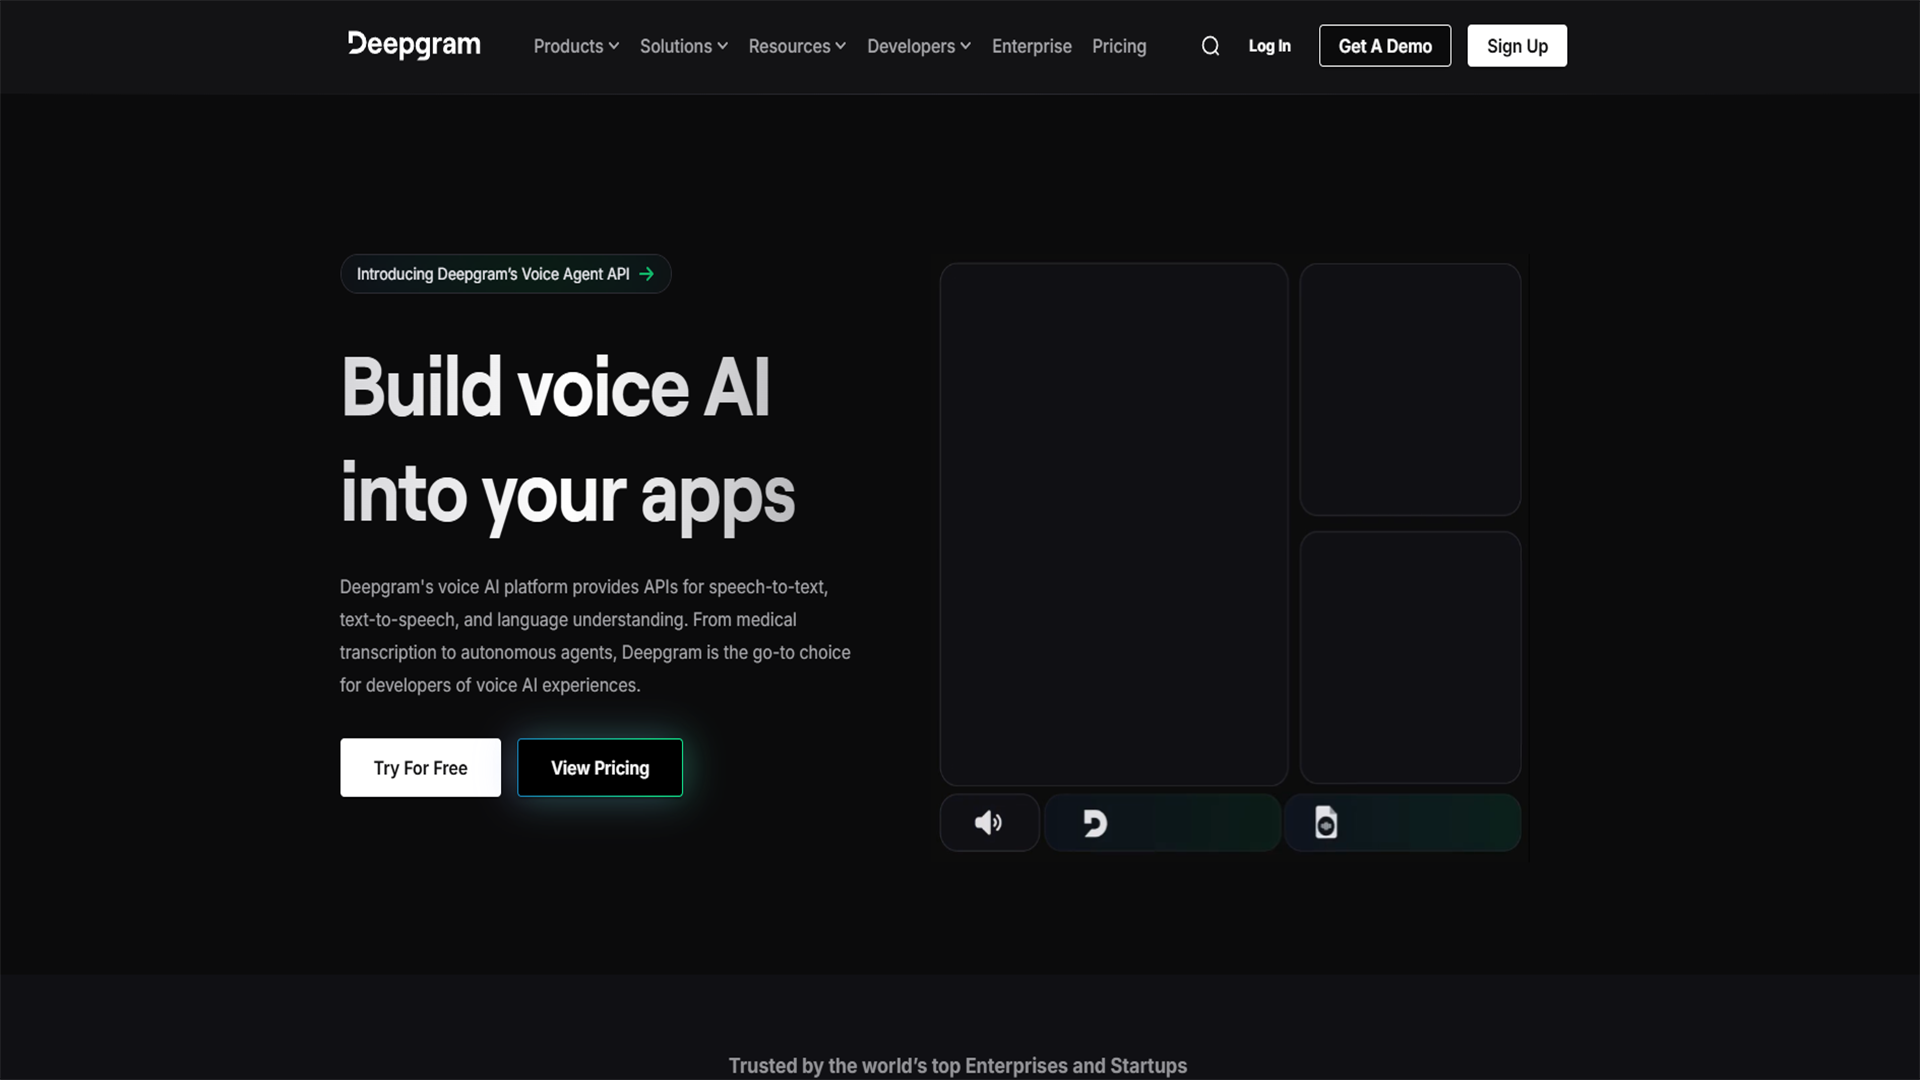 Deepgram
Products
Solutions
Resources
Developers
Enterprise
Pricing
Log In
Get A Demo
Sign Up
Introducing Deepgram’s Voice Agent API
Build voice AI
into your apps
Deepgram's voice AI platform provides APIs for speech-to-text,
text-to-speech, and language understanding. From medical
transcription to autonomous agents, Deepgram is the go-to choice
for developers of voice AI experiences.
Try For Free
View Pricing
Trusted by the world’s top Enterprises and Startups